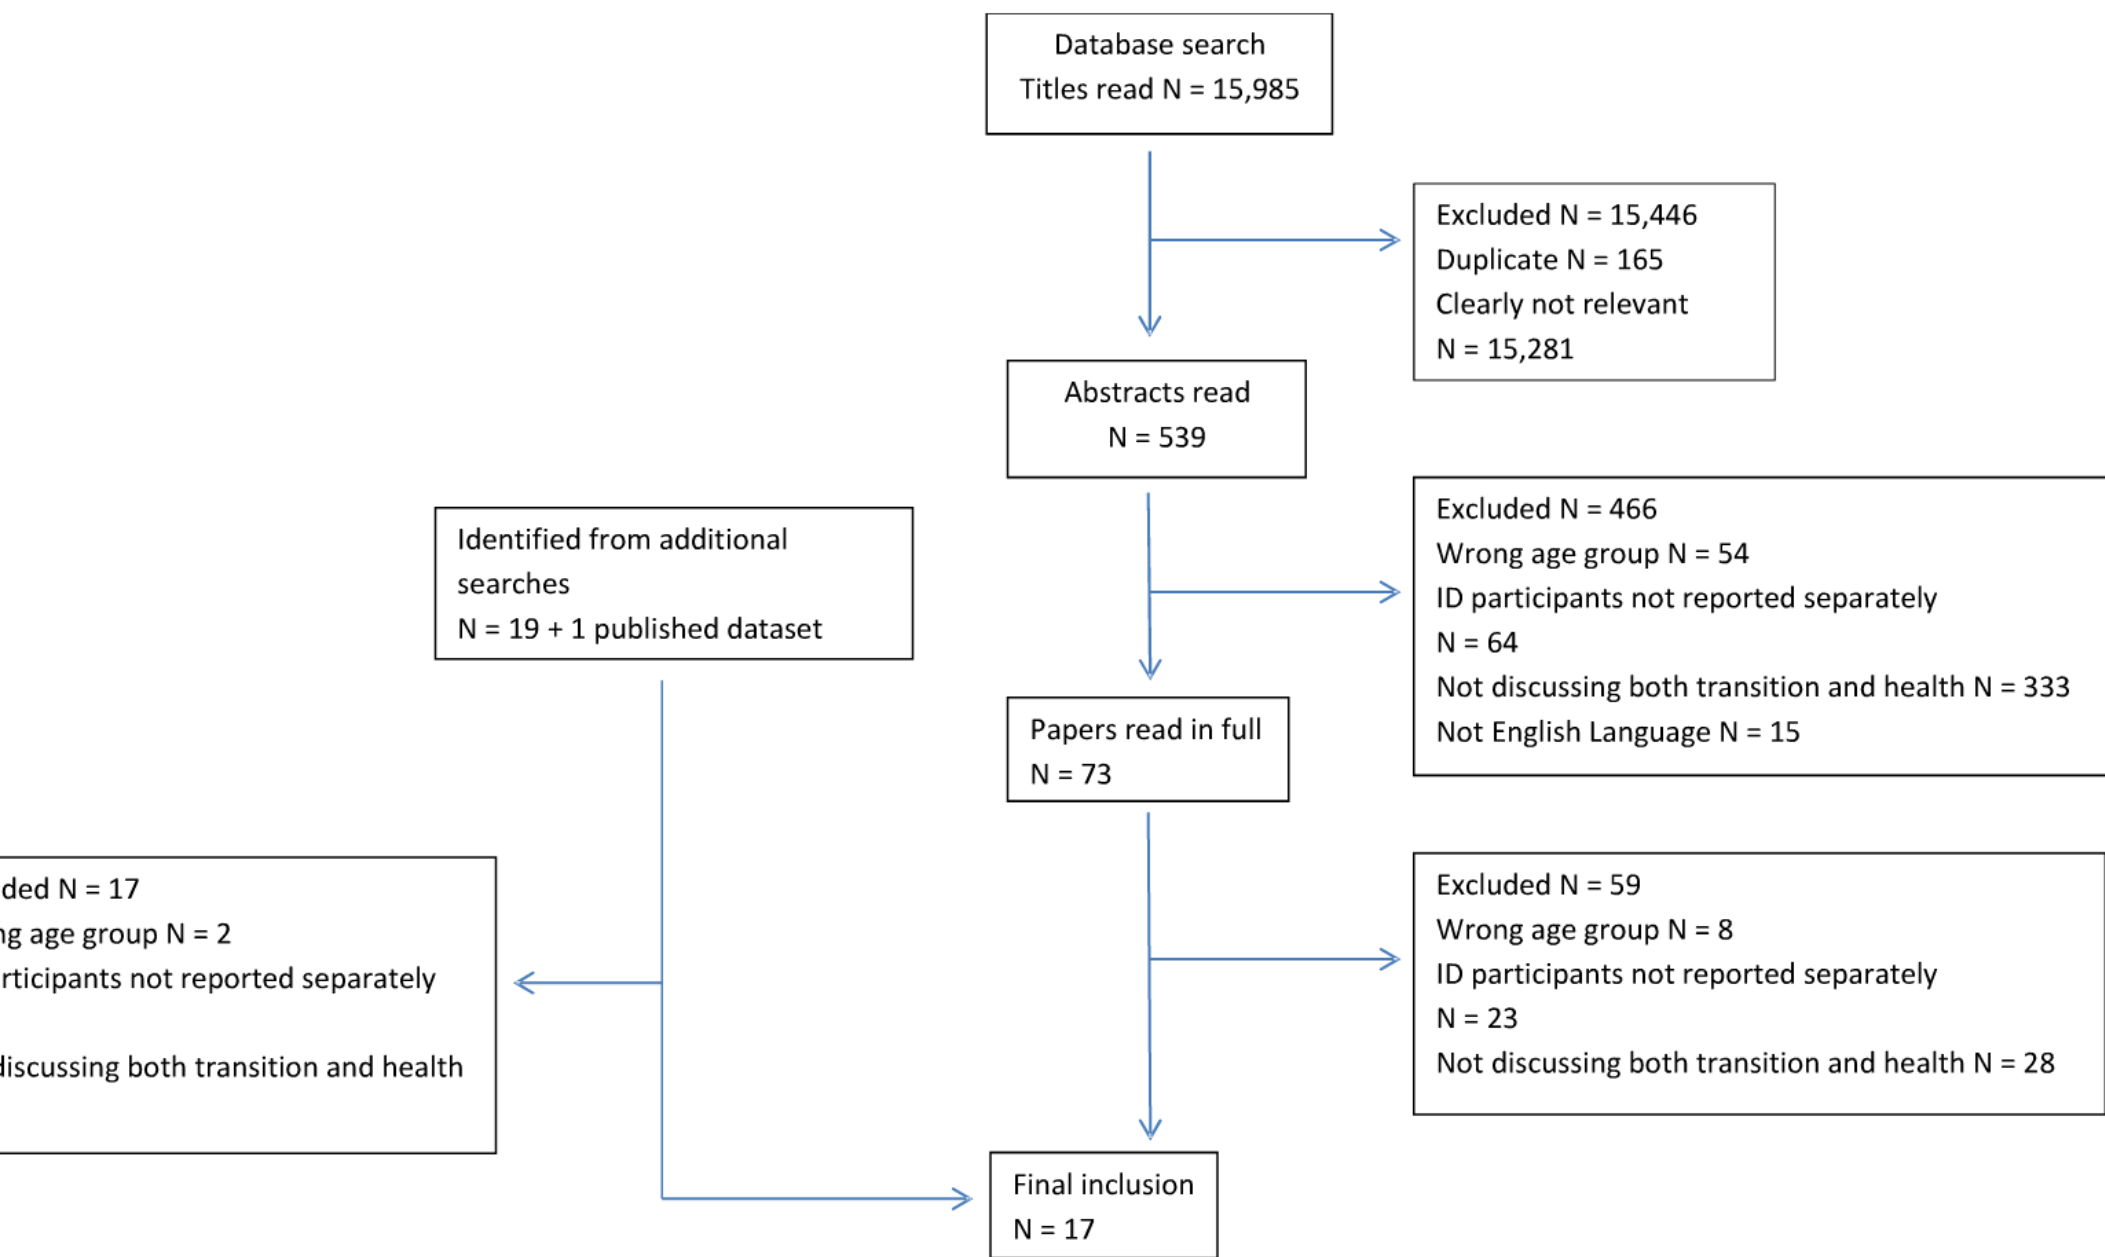 Database search
Titles read N = 15,985
Excluded N = 15,446
Duplicate N = 165
Clearly not relevant
N = 15,281
Abstracts read
N = 539
Identified from additional
searches
N = 19 + 1 published dataset
Excluded N = 466
Wrong age group N = 54
ID participants not reported separately
N = 64
Not discussing both transition and health N = 333
Not English Language N = 15
Papers read in full
N = 73
ded N = 17
ng age group N = 2
rticipants not reported separately
discussing both transition and health
Excluded N = 59
Wrong age group N = 8
ID participants not reported separately
N = 23
Not discussing both transition and health N = 28
Final inclusion
N = 17